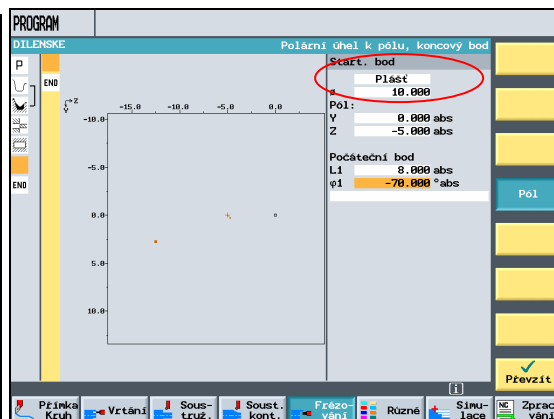 PROGRAM
DILENSKE Polární úhel k pólu, koncový bod
P
END
END
Z
Y
-15.0 -10.0 -5.0 0.0
-10.0
-5.0
0.0
5.0
10.0
Start. bod
Plášť
ø 10.000
Pól:
Y 0.000 abs
Z -5.000 abs
Počáteční bod
L1 8.000 abs
φ1 -70.000 °abs
Pól
Převzít
i
Přímka Kruh
Vrtání
Sous- truž.
Soust. kont.
Frézo- vání
Různé
Simu- lace
NC Zprac vání